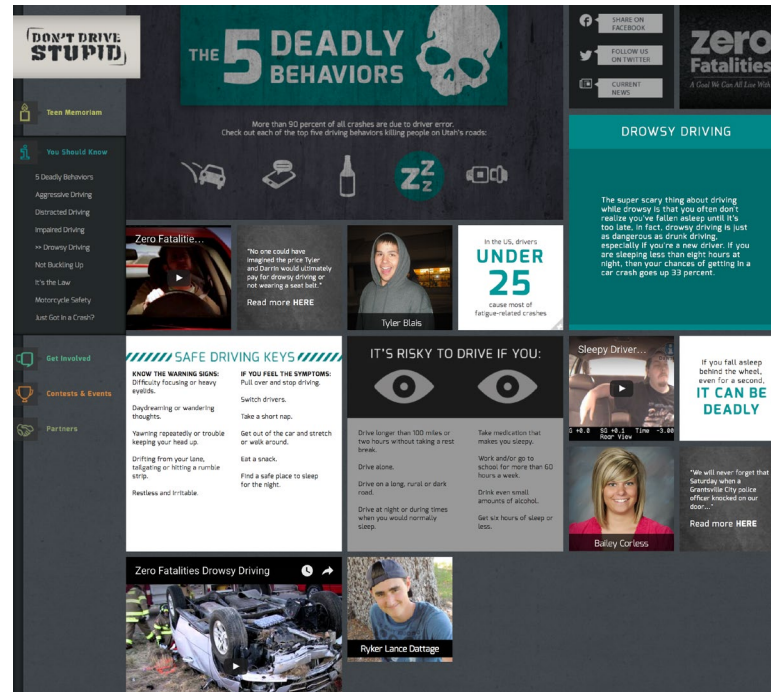 DON'T DRIVE
STUPID
Teen Memoriam
You Should Know
5 Deadly Behaviors
Aggressive Driving
Distracted Driving
Impaired Driving
>> Drowsy Driving
Not Buckling Up
It's the Law
Motorcycle Safety
Just Got In a Crash?
Get Involved
Contests & Events
Partners
THE 5 DEADLY
BEHAVIORS
More than 90 percent of all crashes are due to driver error.
Check out each of the top five driving behaviors killing people on Utah's roads:
ZZZ
SHARE ON
FACEBOOK
FOLLOW US
ON TWITTER
CURRENT
NEWS
zero
Fatalities
A Goal We Can All Live With
DROWSY DRIVING
The super scary thing about driving
while drowsy is that you often don't
realize you've fallen asleep until it's
too late, in fact, drowsy driving is just
as dangerous as drunk driving,
especially if you're a new driver. If you
are sleeping less than eight hours at
night, then your chances of getting in a
car crash goes up 33 percent.
Zero Fatalitie...
"No one could have
imagined the price Tyler
and Darrin would ultimately
pay for drowsy driving or
not wearing a seat belt."
Read more HERE
Tyler Blais
In the US, drivers
UNDER
25
cause most of
fatigue-related crashes
SAFE DRIVING KEYS
KNOW THE WARNING SIGNS:
Difficulty focusing or heavy
eyelids.
Daydreaming or wandering
thoughts.
Yawning repeatedly or trouble
keeping your head up.
Drifting from your lane,
tailgating or hitting a rumble
strip.
Restless and Irritable.
IF YOU FEEL THE SYMPTOMS:
Pull over and stop driving.
Switch drivers.
Take a short nap.
Get out of the car and stretch
or walk around.
Eat a snack.
Find a safe place to sleep
for the night.
IT'S RISKY TO DRIVE IF YOU:
Drive longer than 100 miles or
two hours without taking a rest
break.
Drive alone.
Drive on a long, rural or dark
road.
Drive at night or during times
when you would normally
sleep.
Take medication that
makes you sleepy.
Work and/or go to
school for more than 60
hours a week.
Drink even small
amounts of alcohol.
Get six hours of sleep or
less.
Sleepy Driver...
G +0.0 SG +0.1 Time -3.00
Rear View
If you fall asleep
behind the wheel,
even for a second,
IT CAN BE
DEADLY
Bailey Corless
"We will never forget that
Saturday when a
Grantsville City police
officer knocked on our
door..."
Read more HERE
Zero Fatalities Drowsy Driving
Ryker Lance Dattage